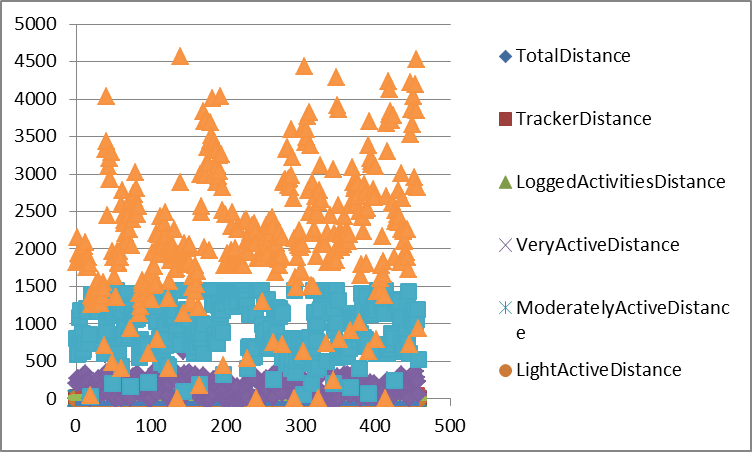 5000
4500
4000
3500
3000
2500
2000
1500
1000
500
0
0 100 200 300 400 500
TotalDistance
TrackerDistance
LoggedActivitiesDistance
VeryActiveDistance
ModeratelyActiveDistanc
e
LightActiveDistance